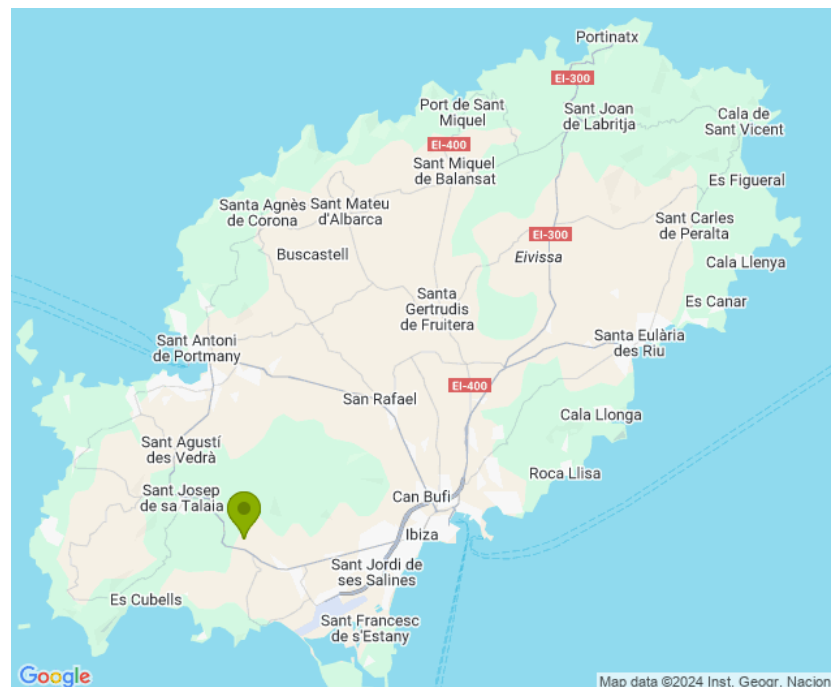 Portinatx
EI-300
Port de Sant
Miquel
Sant Joan
de Labritja
Cala de
Sant Vicent
EI-400
Sant Miquel
de Balansat
Es Figueral
Santa Agnès
de Corona
Sant Mateu
d'Albarca
Sant Carles
de Peralta
EI-300
Buscastell
Eivissa
Cala Llenya
Santa
Gertrudis
de Fruitera
Es Canar
Sant Antoni
de Portmany
Santa Eulària
des Riu
EI-400
San Rafael
Cala Llonga
Sant Agustí
des Vedrà
Roca Llisa
Sant Josep
de sa Talaia
Can Bufi
Ibiza
Sant Jordi de
ses Salines
Es Cubells
Sant Francesc
de s'Estany
Google
Map data ©2024 Inst. Geogr. Nacion